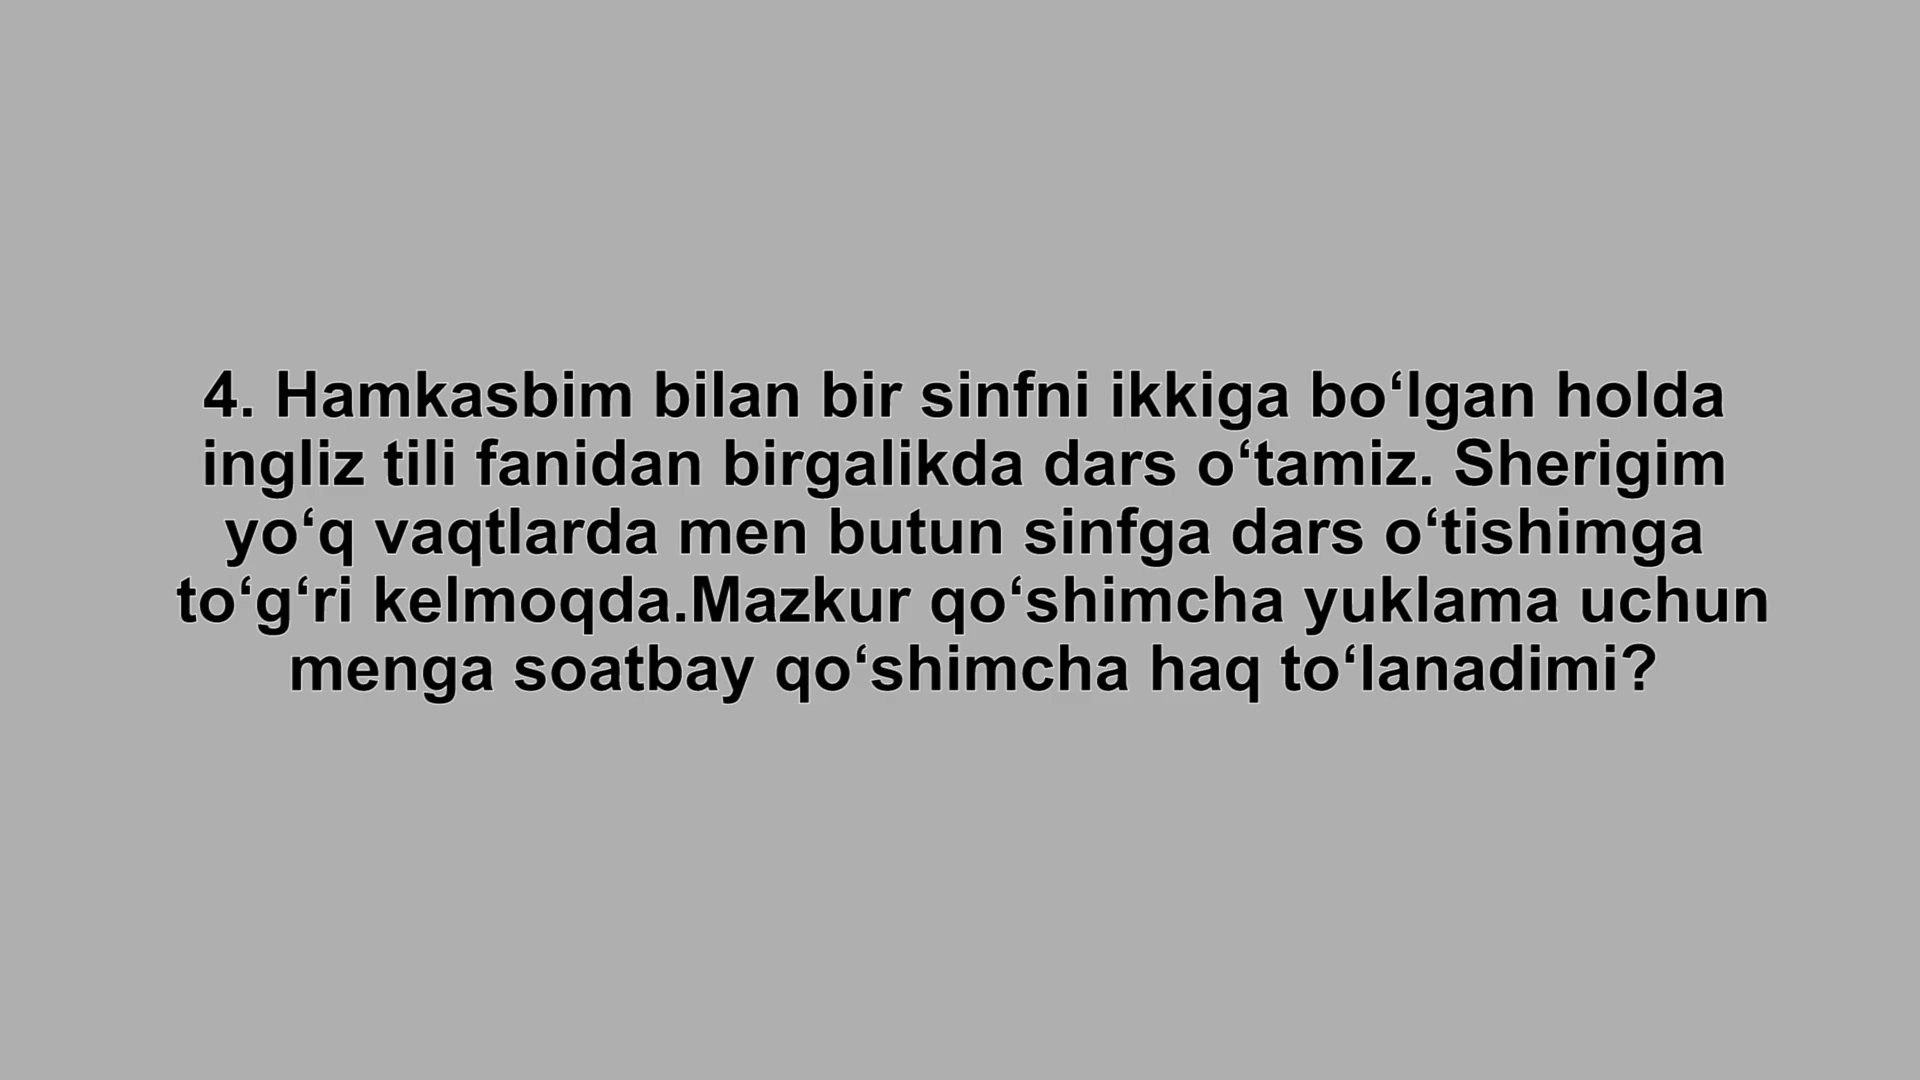 4. Hamkasbim bilan bir sinfni ikkiga bo‘lgan holda
ingliz tili fanidan birgalikda dars o‘tamiz. Sherigim
yo‘q vaqtlarda men butun sinfga dars o‘tishimga
to‘g‘ri kelmoqda.Mazkur qo‘shimcha yuklama uchun
menga soatbay qo‘shimcha haq to‘lanadimi?